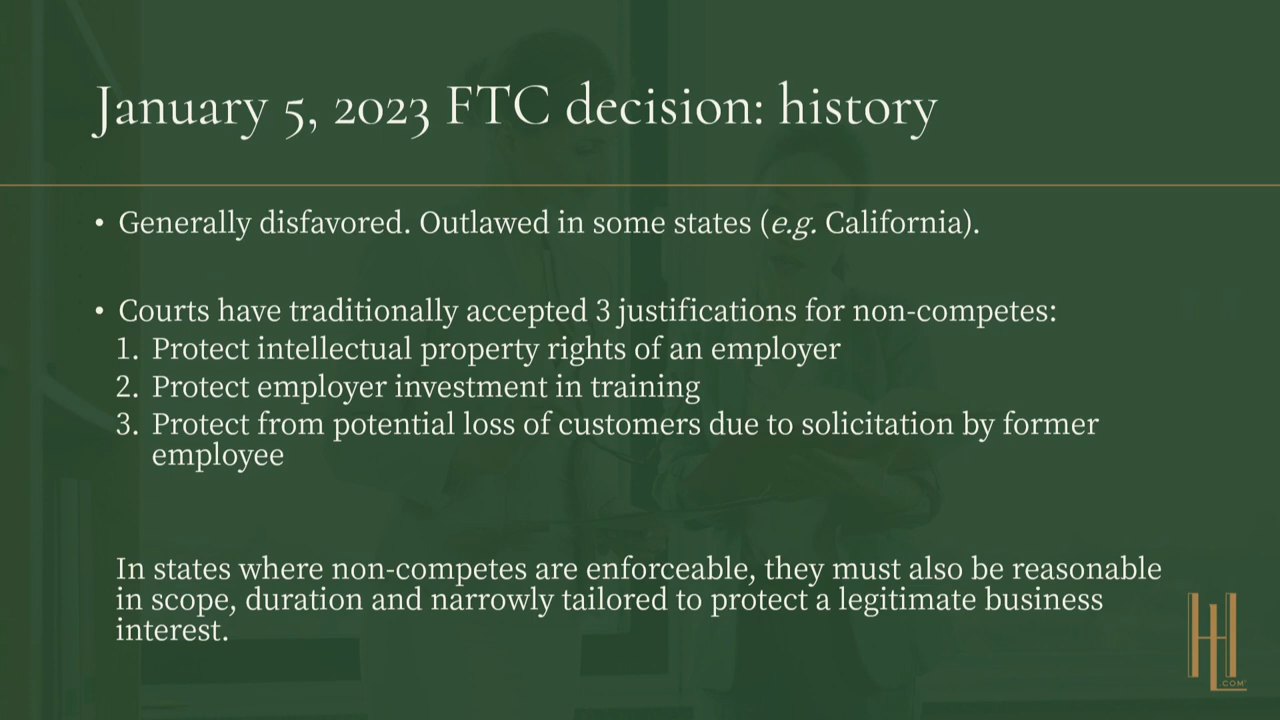 January 5, 2023 FTC decision: history
• Generally disfavored. Outlawed in some states (e.g. California).
• Courts have traditionally accepted 3 justifications for non-competes:
1. Protect intellectual property rights of an employer
2. Protect employer investment in training
3. Protect from potential loss of customers due to solicitation by former
employee
In states where non-competes are enforceable, they must also be reasonable
in scope, duration and narrowly tailored to protect a legitimate business
interest.
HL
.COM